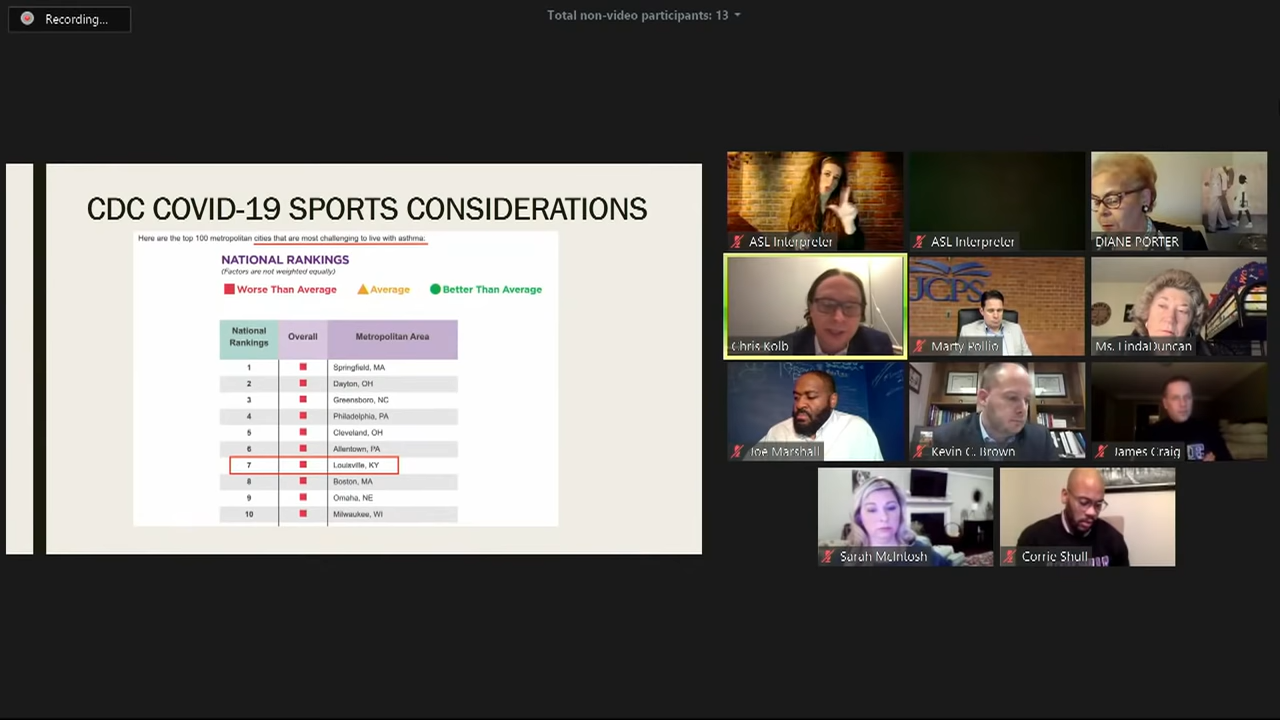 Recording...
Total non-video participants: 13
CDC COVID-19 SPORTS CONSIDERATIONS
Here are the top 100 metropolitan cities that are most challenging to live with asthma:
NATIONAL RANKINGS
(Factors are not weighted equally)
Worse Than Average Average Better Than Average
National Rankings Overall Metropolitan Area
1 Springfield, MA
2 Dayton, OH
3 Greensboro, NC
4 Philadelphia, PA
5 Cleveland, OH
6 Allentown, PA
7 Louisville, KY
8 Boston, MA
9 Omaha, NE
10 Milwaukee, WI
ASL Interpreter
ASL Interpreter
DIANE PORTER
Chris Kolb
JCPS
Marty Pollio
Ms. LindaDuncan
Joe Marshall
Kevin C. Brown
James Craig
Sarah McIntosh
Corrie Shull